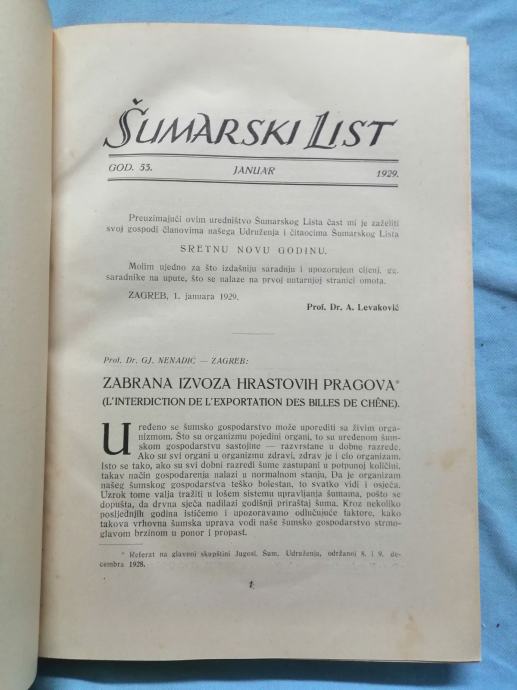 ŠUMARSKI LIST
GOD. 53. JANUAR 1929.
Preuzimajući ovim uredništvo Šumarskog Lista čast mi je zaželiti
svoj gospodi članovima našega Udruženja i čitaocima Šumarskog Lista
SRETNU NOVU GODINU.
Molim ujedno za što izdašniju saradnju i upozorujem cijenj. gg.
saradnike na upute, što se nalaze na prvoj unutarnjoj stranici omota.
ZAGREB, 1. januara 1929.
Prof. Dr. A. Levaković
Prof. Dr. GJ. NENADIĆ — ZAGREB:
ZABRANA IZVOZA HRASTOVIH PRAGOVA*
(L'INTERDICTION DE L'EXPORTATION DES BILLES DE CHÊNE).
Uređeno se šumsko gospodarstvo može uporediti sa živim orga-
nizmom. Što su organizmu pojedini organi, to su uređenom šum-
skom gospodarstvu sastojine — razvrstane u dobne razrede.
Ako su svi organi u organizmu zdravi, zdrav je i cio organizam.
Isto se tako, ako su svi dobni razredi šume zastupani u potpunoj količini,
takav način gospodarenja nalazi u normalnom stanju. Da je organizam
našeg šumskog gospodarstva teško bolestan, to svatko vidi i osjeća.
Uzrok tome valja tražiti u lošem sistemu upravljanja šumama, pošto se
dopušta, da drvna sječa nadilazi godišnji priraštaj. Kroz nekoliko
posljednjih godina ističemo i upozoravamo odlučujuće faktore, kako
takova vrhovna šumska uprava vodi naše šumsko gospodarstvo strmo-
glavom brzinom u ponor i propast.
* Referat na glavnoj skupštini Jugosl. Šum. Udruženja, održanoj 8. i 9. de-
cembra 1928.
1